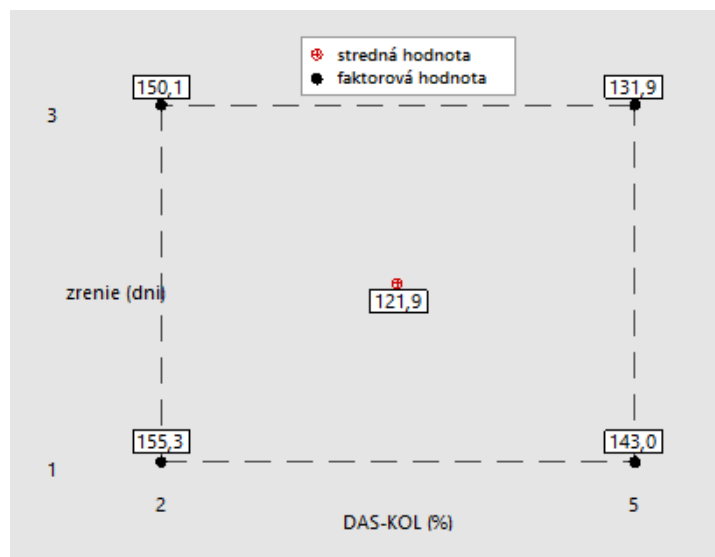 stredná hodnota
faktorová hodnota
150,1
131,9
3
zrenie (dni)
121,9
155,3
143,0
1
2
5
DAS-KOL (%)